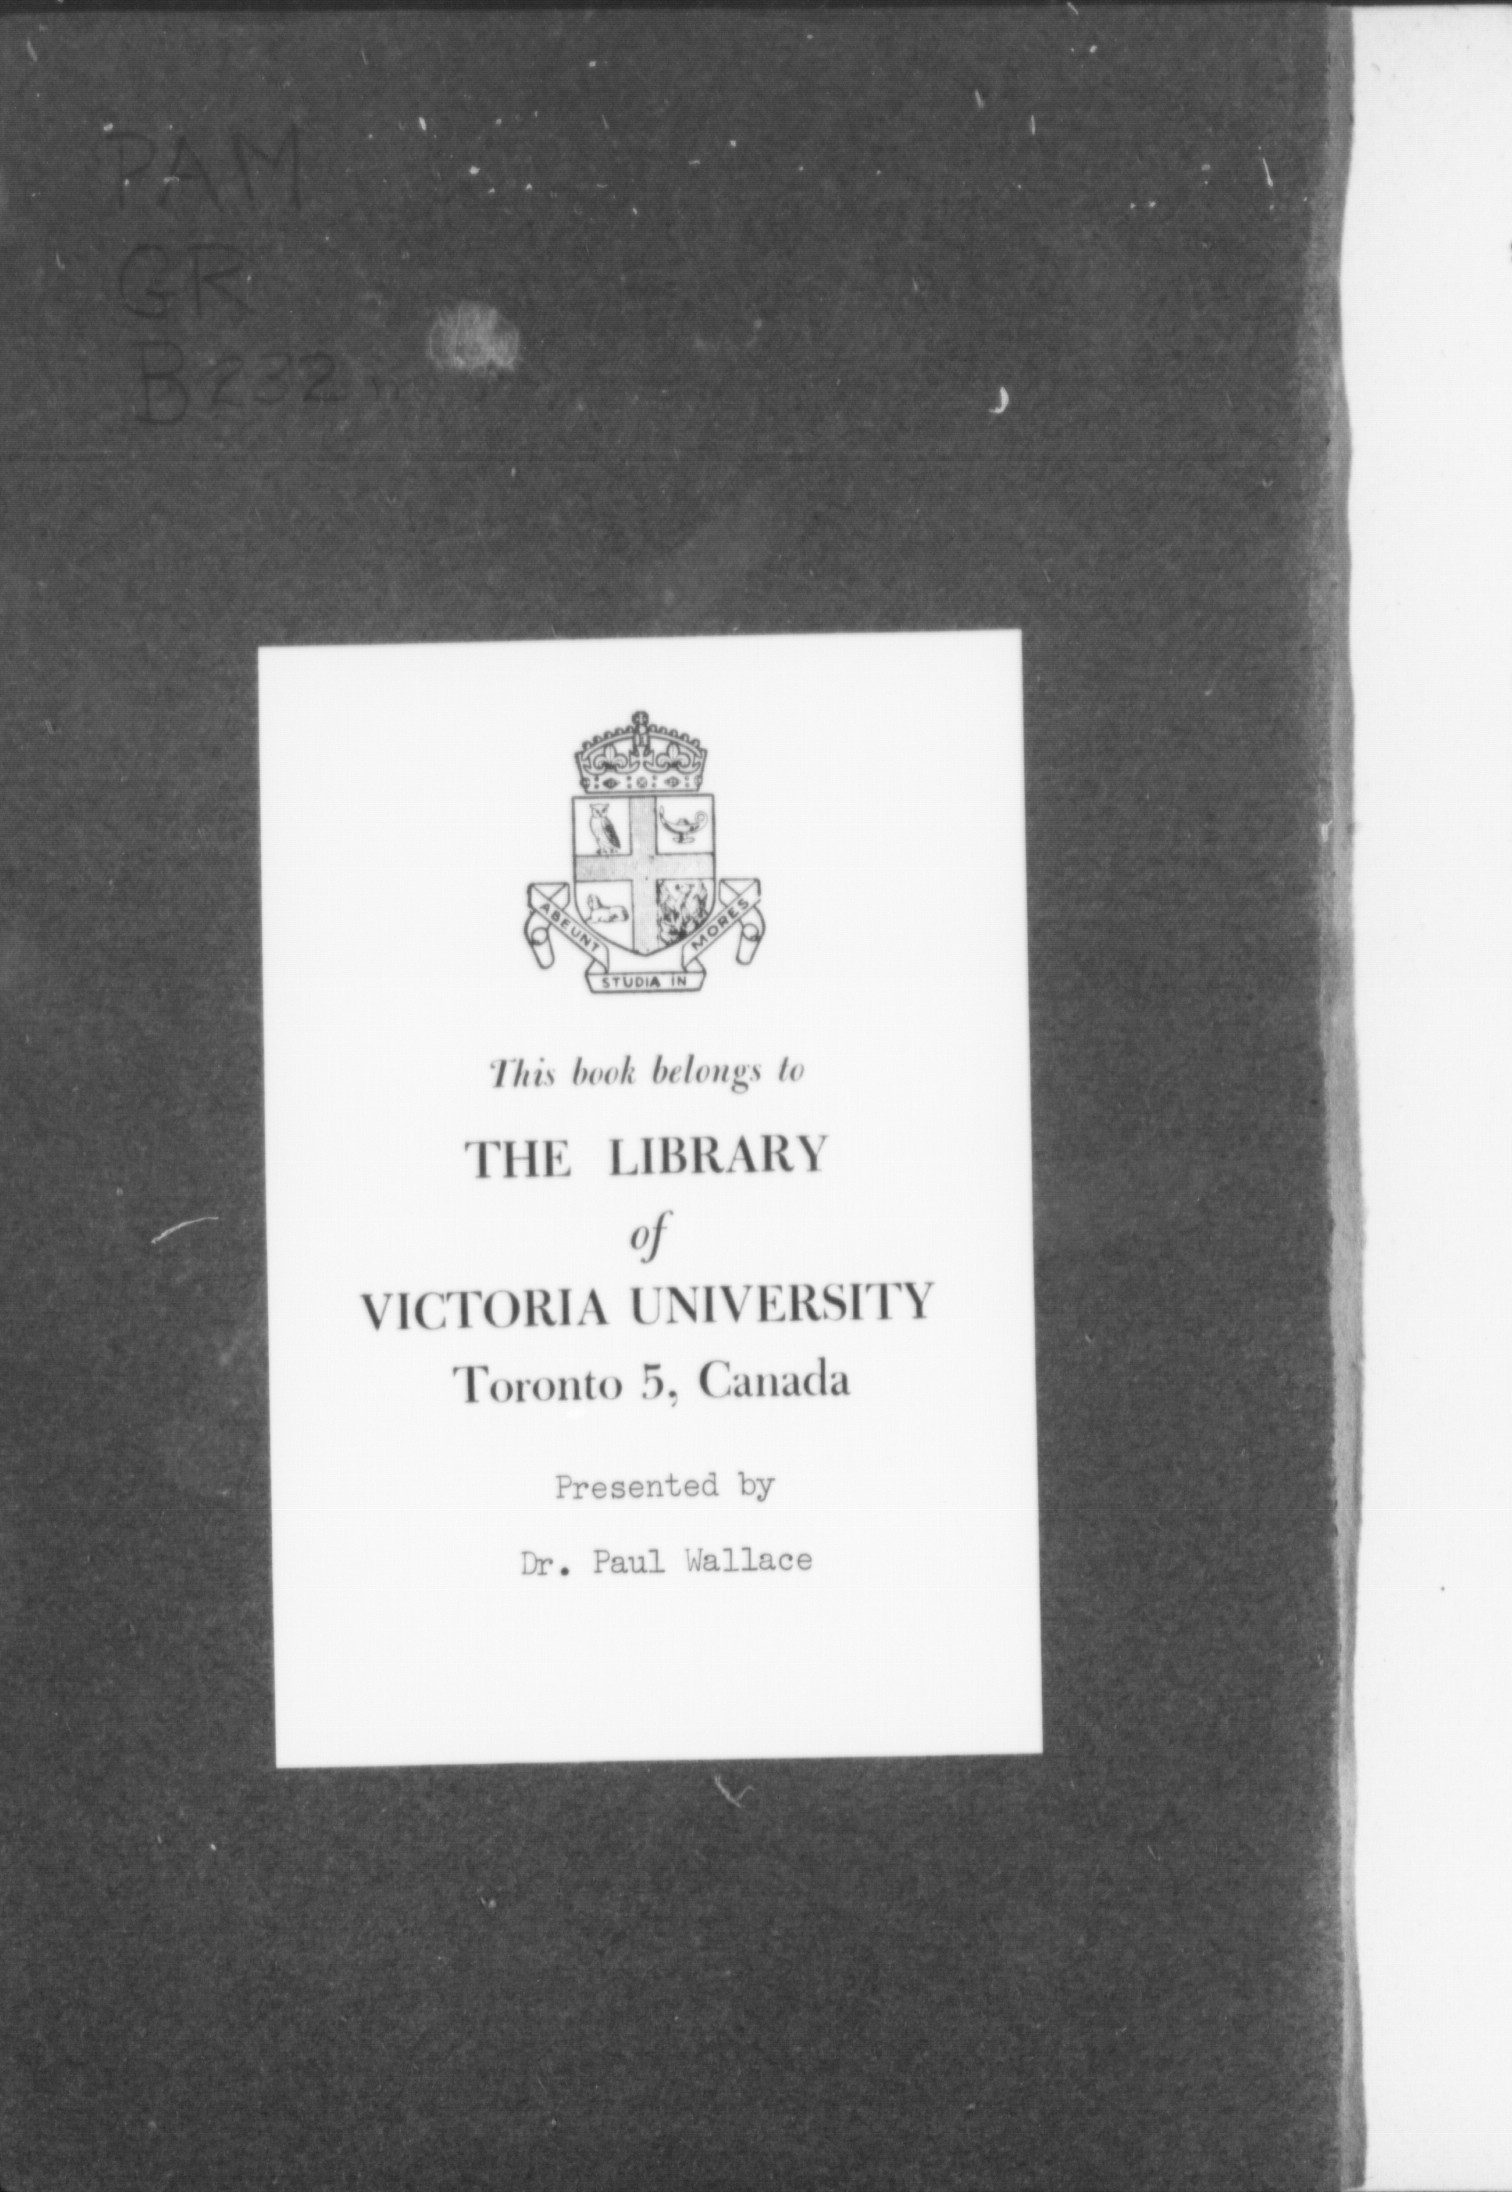 PAM
GR
B232
ABEUNT
STUDIA IN
MORES
This book belongs to
THE LIBRARY
of
VICTORIA UNIVERSITY
Toronto 5, Canada
Presented by
Dr. Paul Wallace